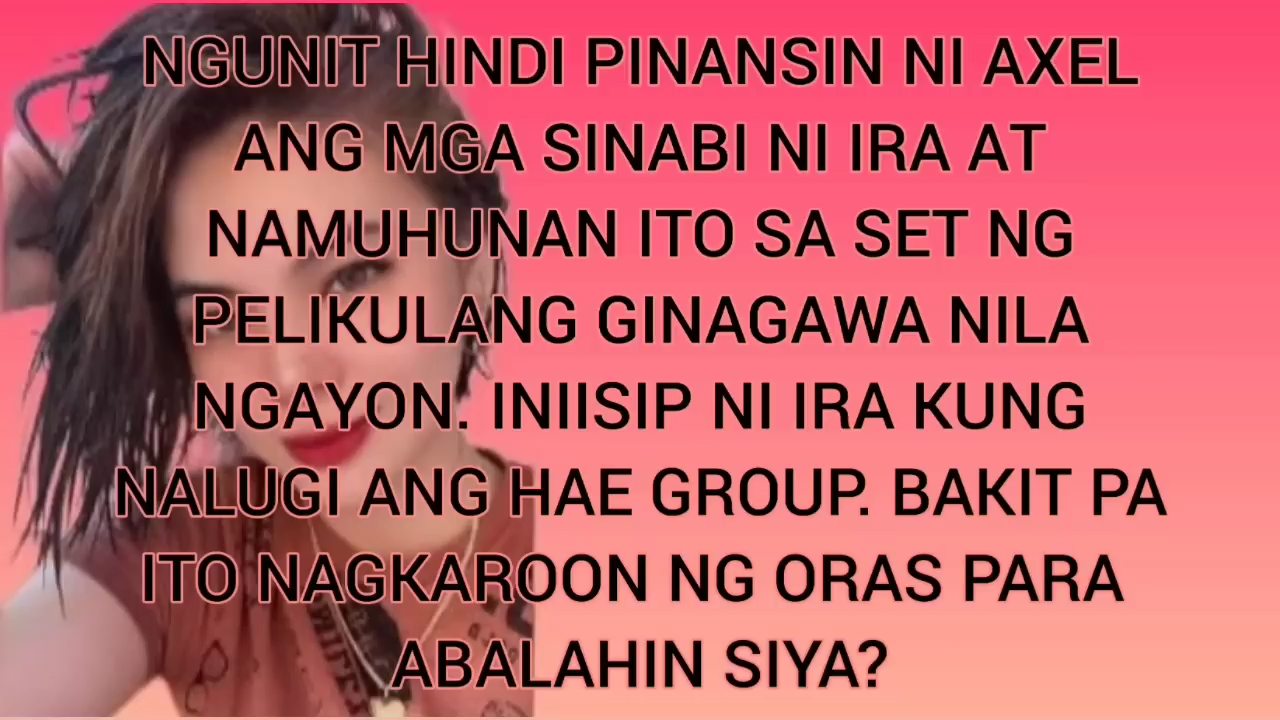 NGUNIT HINDI PINANSIN NI AXEL
ANG MGA SINABI NI IRA AT
NAMUHUNAN ITO SA SET NG
PELIKULANG GINAGAWA NILA
NGAYON. INIISIP NI IRA KUNG
NALUGI ANG HAE GROUP. BAKIT PA
ITO NAGKAROON NG ORAS PARA
ABALAHIN SIYA?